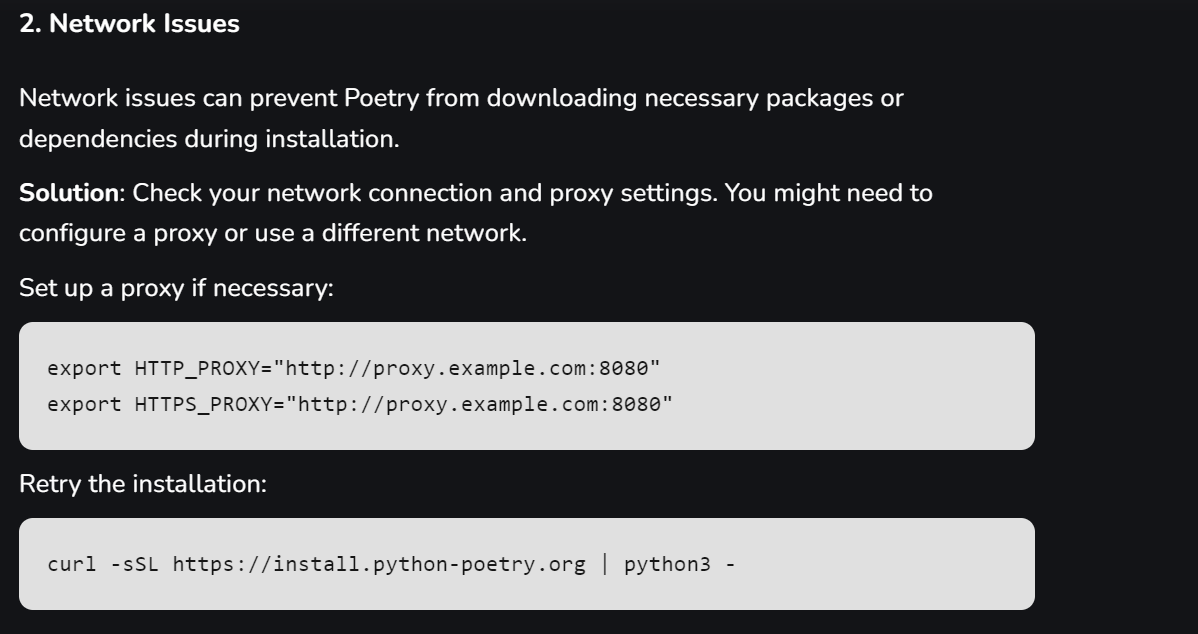 2. Network Issues
Network issues can prevent Poetry from downloading necessary packages or
dependencies during installation.
Solution: Check your network connection and proxy settings. You might need to
configure a proxy or use a different network.
Set up a proxy if necessary:
export HTTP_PROXY="http://proxy.example.com:8080"
export HTTPS_PROXY="http://proxy.example.com:8080"
Retry the installation:
curl -sSL https://install.python-poetry.org | python3 -